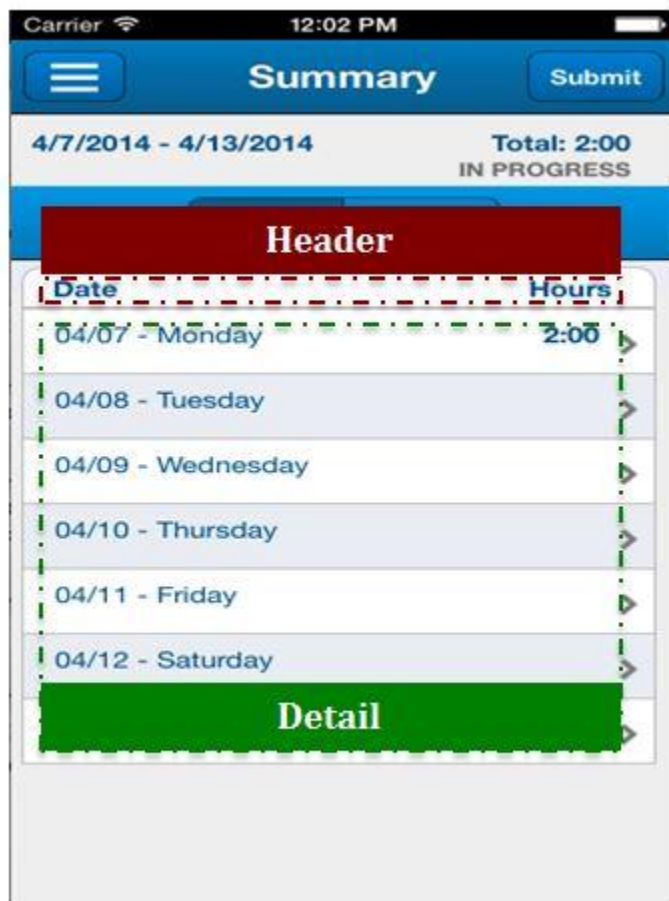 Carrier 12:02 PM
Summary Submit
4/7/2014 - 4/13/2014 Total: 2:00
IN PROGRESS
Header
Date Hours
04/07 - Monday 2:00
04/08 - Tuesday
04/09 - Wednesday
04/10 - Thursday
04/11 - Friday
04/12 - Saturday
Detail